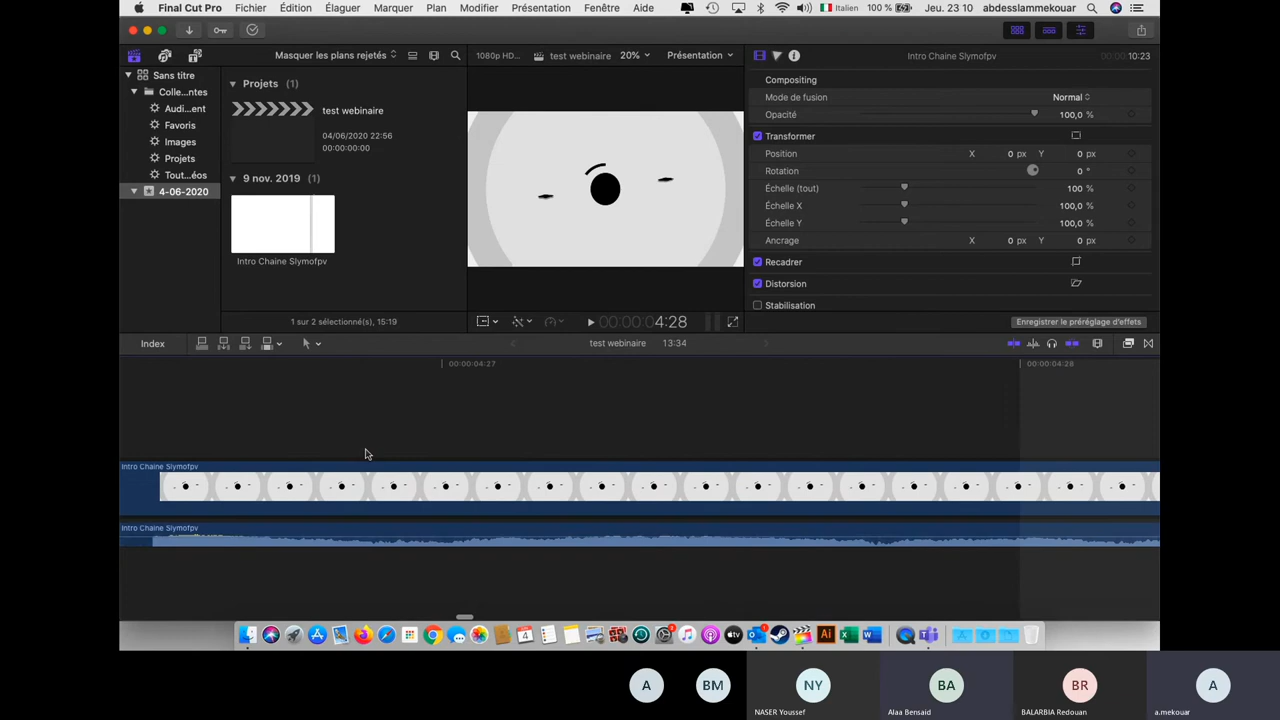 Final Cut Pro Fichier Édition Élaguer Marquer Plan Modifier Présentation Fenêtre Aide Italien 100 % Jeu. 23 10 abdesslammekouar
Masquer les plans rejetés 1080p HD... test webinaire 20% Présentation Intro Chaine Slymofpv 00:00:10:23
Sans titre
Colle...ntes
Audi...ent
Favoris
Images
Projets
Tout...éos
4-06-2020
Projets (1)
test webinaire
04/06/2020 22:56
00:00:00:00
9 nov. 2019 (1)
Intro Chaine Slymofpv
1 sur 2 sélectionné(s), 15:19
00:00:04:28
Compositing
Mode de fusion Normal
Opacité 100,0 %
Transformer
Position X 0 px Y 0 px
Rotation 0 °
Échelle (tout) 100 %
Échelle X 100,0 %
Échelle Y 100,0 %
Ancrage X 0 px Y 0 px
Recadrer
Distorsion
Stabilisation
Enregistrer le préréglage d'effets
Index test webinaire 13:34
00:00:04:27 00:00:04:28
Intro Chaine Slymofpv
Intro Chaine Slymofpv
A BM NY BA BR A
NASER Youssef Alaa Bensaid BALARBIA Redouan a.mekouar